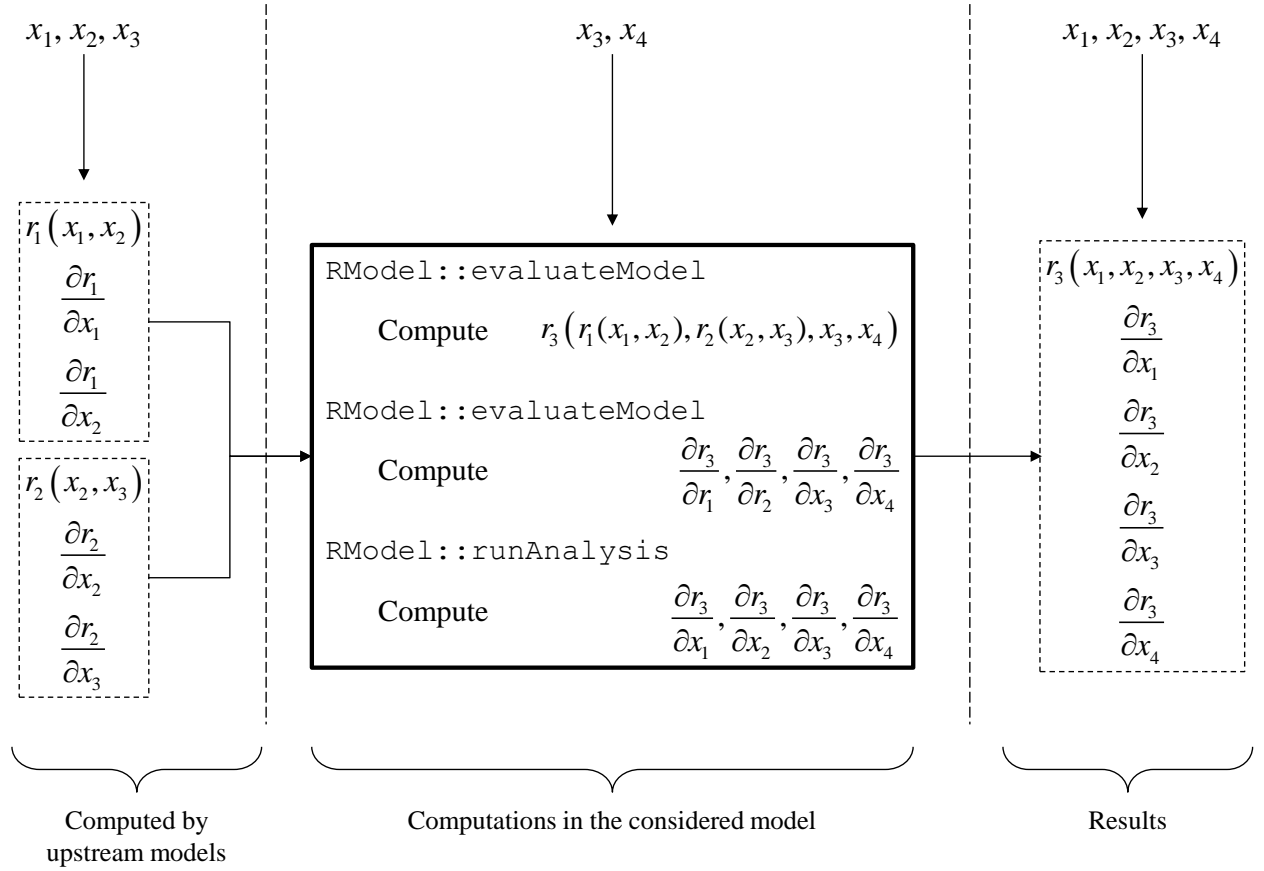 x₁, x₂, x₃
x₃, x₄
x₁, x₂, x₃, x₄
r₁(x₁, x₂)
∂r₁/∂x₁
∂r₁/∂x₂
r₂(x₂, x₃)
∂r₂/∂x₂
∂r₂/∂x₃
RModel::evaluateModel
Compute r₃(r₁(x₁, x₂), r₂(x₂, x₃), x₃, x₄)
RModel::evaluateModel
Compute ∂r₃/∂r₁, ∂r₃/∂r₂, ∂r₃/∂x₃, ∂r₃/∂x₄
RModel::runAnalysis
Compute ∂r₃/∂x₁, ∂r₃/∂x₂, ∂r₃/∂x₃, ∂r₃/∂x₄
r₃(x₁, x₂, x₃, x₄)
∂r₃/∂x₁
∂r₃/∂x₂
∂r₃/∂x₃
∂r₃/∂x₄
Computed by
upstream models
Computations in the considered model
Results